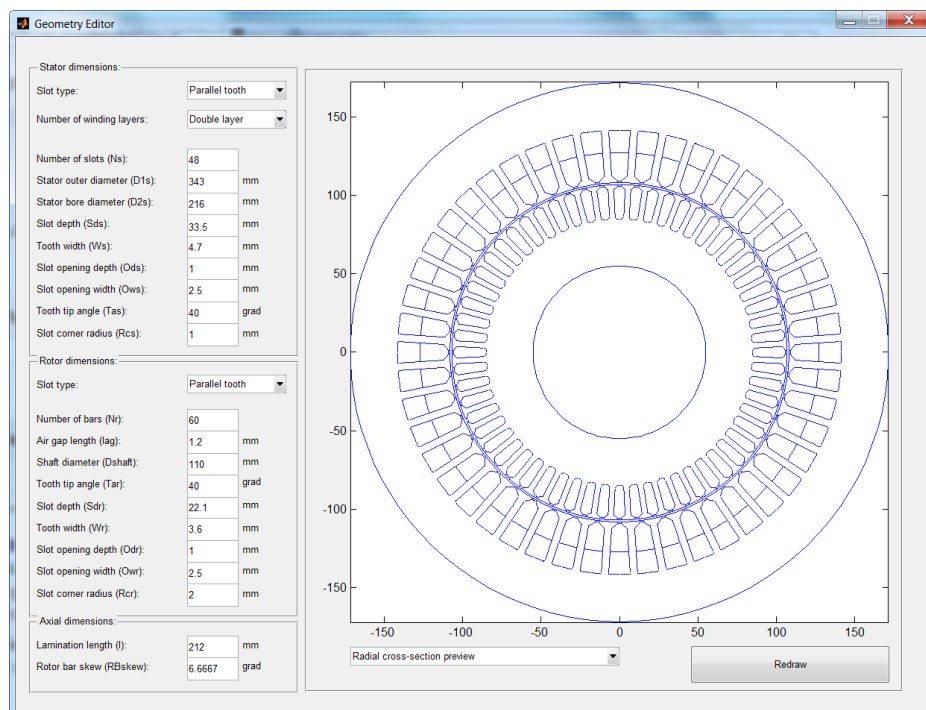 Geometry Editor
Stator dimensions:
Slot type: Parallel tooth
Number of winding layers: Double layer
Number of slots (Ns): 48
Stator outer diameter (D1s): 343 mm
Stator bore diameter (D2s): 216 mm
Slot depth (Sds): 33.5 mm
Tooth width (Ws): 4.7 mm
Slot opening depth (Ods): 1 mm
Slot opening width (Ows): 2.5 mm
Tooth tip angle (Tas): 40 grad
Slot corner radius (Rcs): 1 mm
Rotor dimensions:
Slot type: Parallel tooth
Number of bars (Nr): 60
Air gap length (lag): 1.2 mm
Shaft diameter (Dshaft): 110 mm
Tooth tip angle (Tar): 40 grad
Slot depth (Sdr): 22.1 mm
Tooth width (Wr): 3.6 mm
Slot opening depth (Odr): 1 mm
Slot opening width (Owr): 2.5 mm
Slot corner radius (Rcr): 2 mm
Axial dimensions:
Lamination length (l): 212 mm
Rotor bar skew (RBskew): 6.6667 grad
150
100
50
0
-50
-100
-150
-150 -100 -50 0 50 100 150
Radial cross-section preview
Redraw